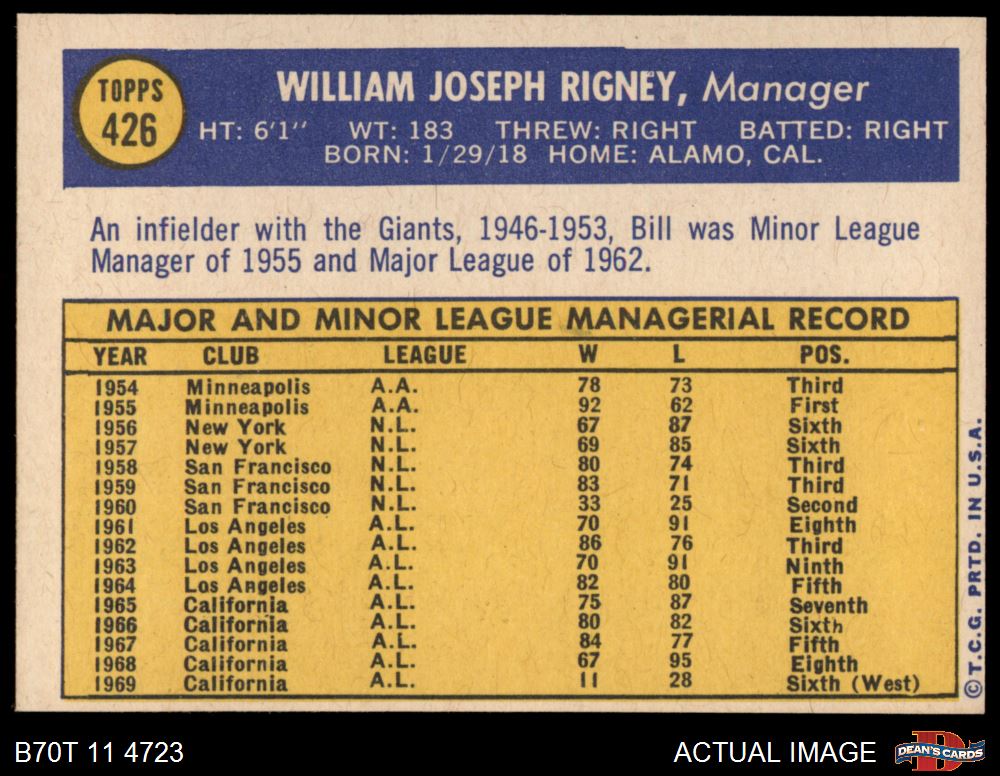 TOPPS
426
WILLIAM JOSEPH RIGNEY, Manager
HT: 6'1" WT: 183 THREW: RIGHT BATTED: RIGHT
BORN: 1/29/18 HOME: ALAMO, CAL.
An infielder with the Giants, 1946-1953, Bill was Minor League
Manager of 1955 and Major League of 1962.
MAJOR AND MINOR LEAGUE MANAGERIAL RECORD
YEAR CLUB LEAGUE W L POS.
1954 Minneapolis A.A. 78 73 Third
1955 Minneapolis A.A. 92 62 First
1956 New York N.L. 67 87 Sixth
1957 New York N.L. 69 85 Sixth
1958 San Francisco N.L. 80 74 Third
1959 San Francisco N.L. 83 71 Third
1960 San Francisco N.L. 33 25 Second
1961 Los Angeles A.L. 70 91 Eighth
1962 Los Angeles A.L. 86 76 Third
1963 Los Angeles A.L. 70 91 Ninth
1964 Los Angeles A.L. 82 80 Fifth
1965 California A.L. 75 87 Seventh
1966 California A.L. 80 82 Sixth
1967 California A.L. 84 77 Fifth
1968 California A.L. 67 95 Eighth
1969 California A.L. 11 28 Sixth (West)
© T.C.G. PRTD. IN U.S.A.
B70T 11 4723
ACTUAL IMAGE
DEAN'S CARDS